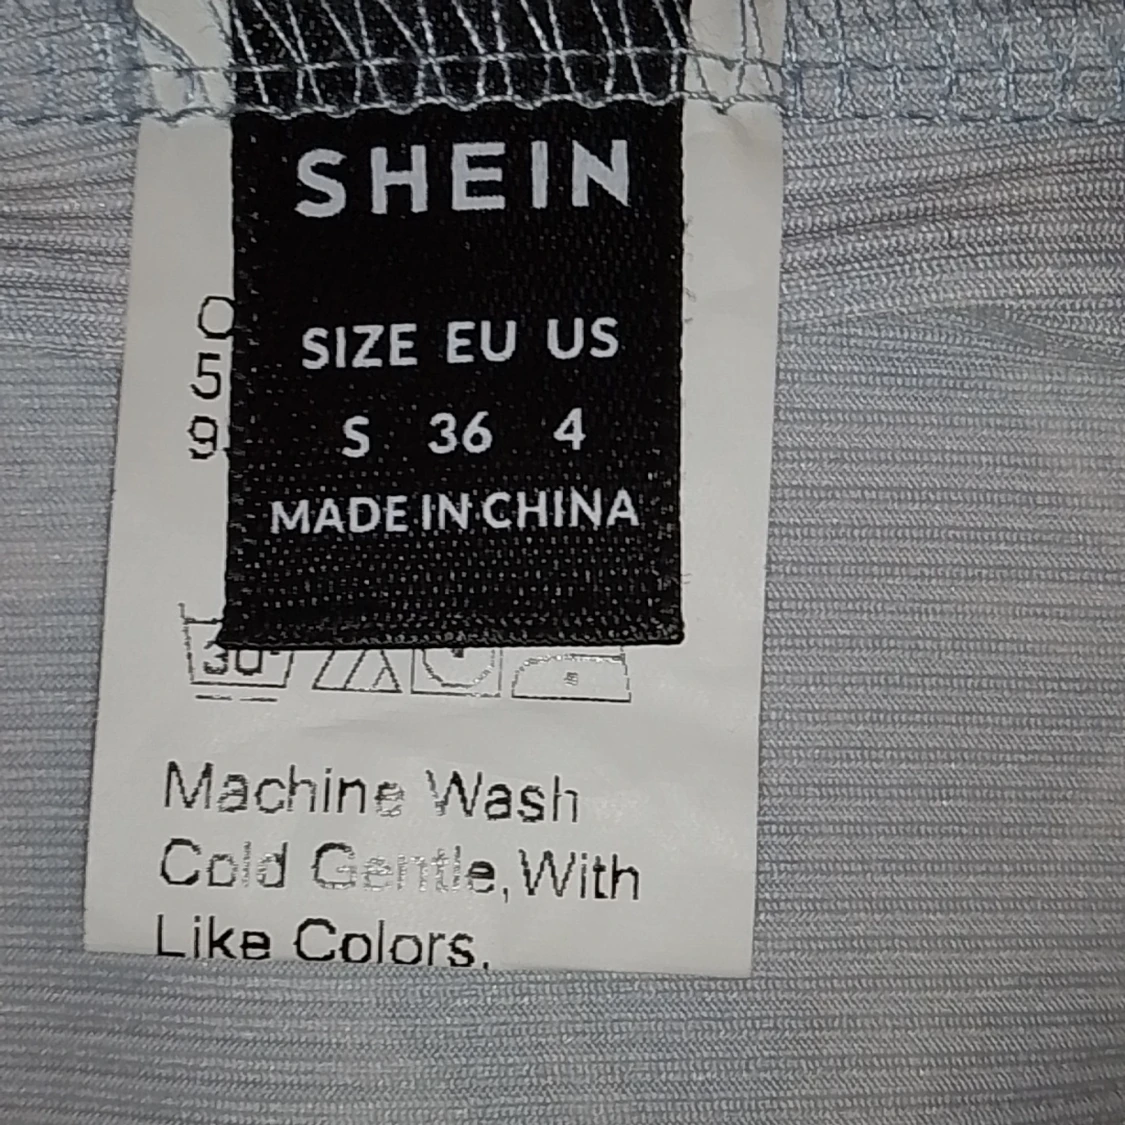 SHEIN
SIZE EU US
S 36 4
MADE IN CHINA
30°
Machine Wash
Cold Gentle, With
Like Colors,